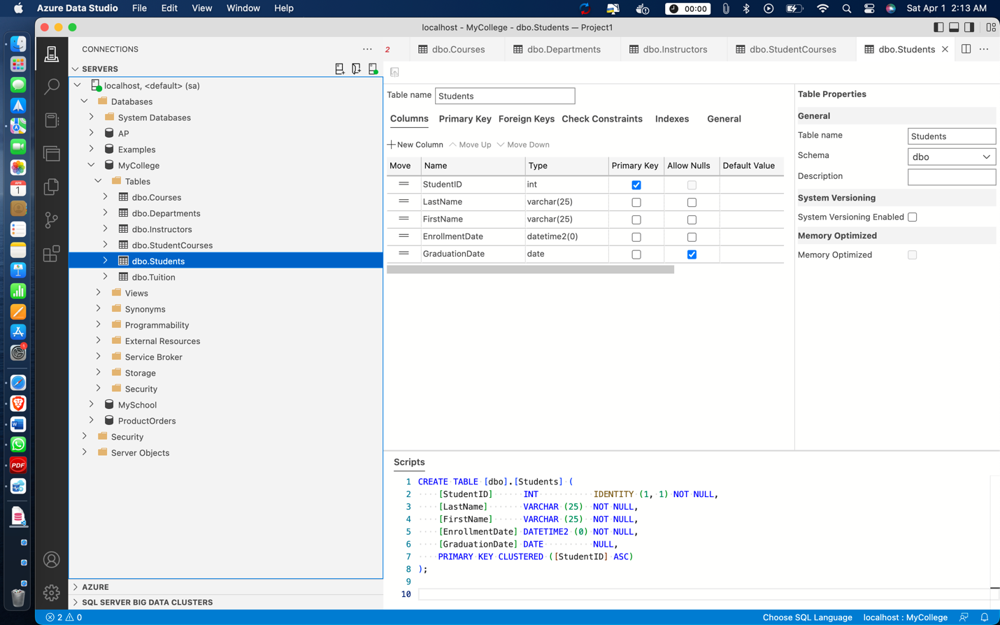 Azure Data Studio File Edit View Window Help
00:00
Sat Apr 1 2:13 AM
localhost - MyCollege - dbo.Students — Project1
CONNECTIONS
2
dbo.Courses
dbo.Departments
dbo.Instructors
dbo.StudentCourses
dbo.Students
SERVERS
localhost, <default> (sa)
Databases
System Databases
AP
Examples
MyCollege
Tables
dbo.Courses
dbo.Departments
dbo.Instructors
dbo.StudentCourses
dbo.Students
dbo.Tuition
Views
Synonyms
Programmability
External Resources
Service Broker
Storage
Security
MySchool
ProductOrders
Security
Server Objects
AZURE
SQL SERVER BIG DATA CLUSTERS
Table name Students
Columns Primary Key Foreign Keys Check Constraints Indexes General
New Column Move Up Move Down
Move Name Type Primary Key Allow Nulls Default Value
StudentID int
LastName varchar(25)
FirstName varchar(25)
EnrollmentDate datetime2(0)
GraduationDate date
Table Properties
General
Table name Students
Schema dbo
Description
System Versioning
System Versioning Enabled
Memory Optimized
Memory Optimized
Scripts
1 CREATE TABLE [dbo].[Students] (
2 [StudentID] INT IDENTITY (1, 1) NOT NULL,
3 [LastName] VARCHAR (25) NOT NULL,
4 [FirstName] VARCHAR (25) NOT NULL,
5 [EnrollmentDate] DATETIME2 (0) NOT NULL,
6 [GraduationDate] DATE NULL,
7 PRIMARY KEY CLUSTERED ([StudentID] ASC)
8 );
9
10
2 0
Choose SQL Language localhost : MyCollege
APR
1
1
W
PDF